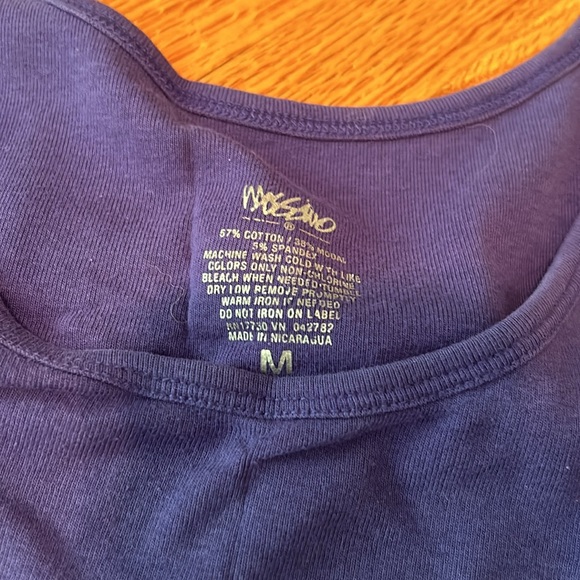 MOSSIMO
®
57% COTTON / 38% MODAL
5% SPANDEX
MACHINE WASH COLD WITH LIKE
COLORS ONLY NON-CHLORINE
BLEACH WHEN NEEDED TUMBLE
DRY LOW REMOVE PROMPTLY
WARM IRON IF NEEDED
DO NOT IRON ON LABEL
RN17730 VN 042782
MADE IN NICARAGUA
M